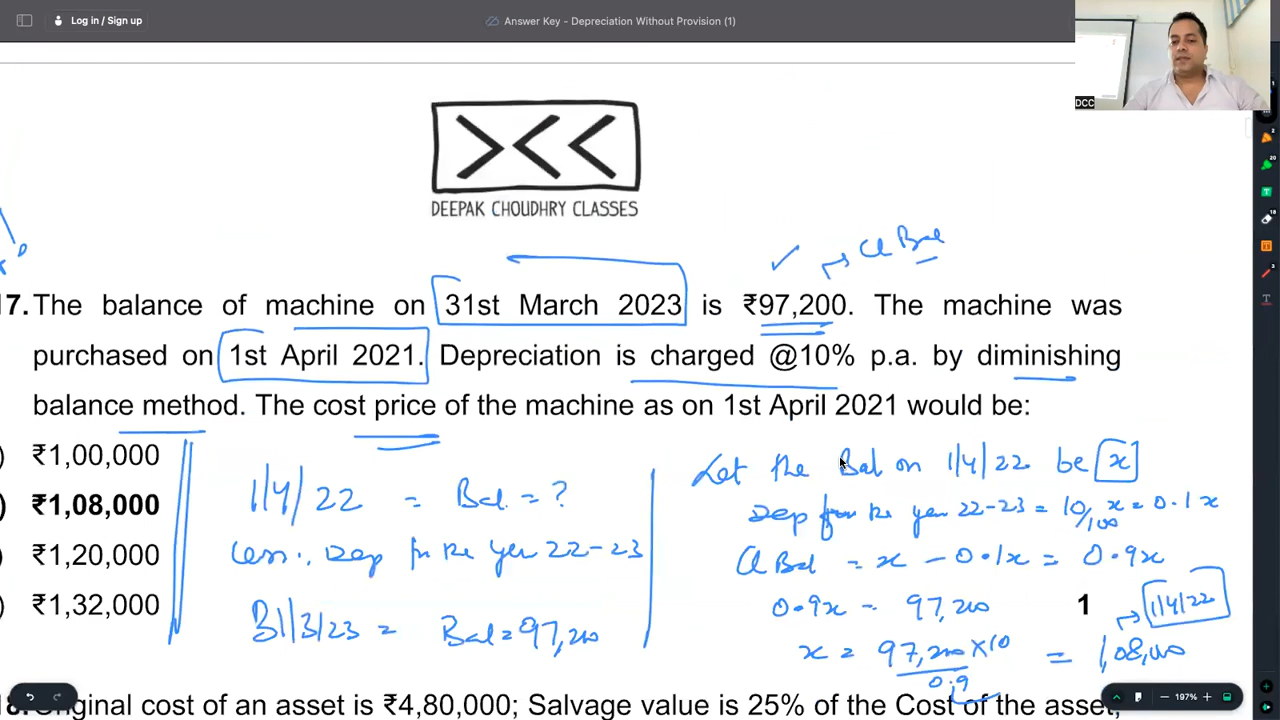 Log in / Sign up
Answer Key - Depreciation Without Provision (1)
DCC
DEEPAK CHOUDHRY CLASSES
Cl Bal
17. The balance of machine on 31st March 2023 is ₹97,200. The machine was
purchased on 1st April 2021. Depreciation is charged @10% p.a. by diminishing
balance method. The cost price of the machine as on 1st April 2021 would be:
) ₹1,00,000
) ₹1,08,000
) ₹1,20,000
) ₹1,32,000
1/4/22 = Bal = ?
Less: Dep for the year 22-23
31/3/23 = Bal = 97,200
Let the Bal on 1/4/22 be x
Dep for the year 22-23 = 10/100 x = 0.1x
Cl Bal = x - 0.1x = 0.9x
0.9x = 97,200
1
1/4/22
x = 97,200 × 10 / 0.9 = 1,08,000
18. Original cost of an asset is ₹4,80,000; Salvage value is 25% of the Cost of the asset,
197%